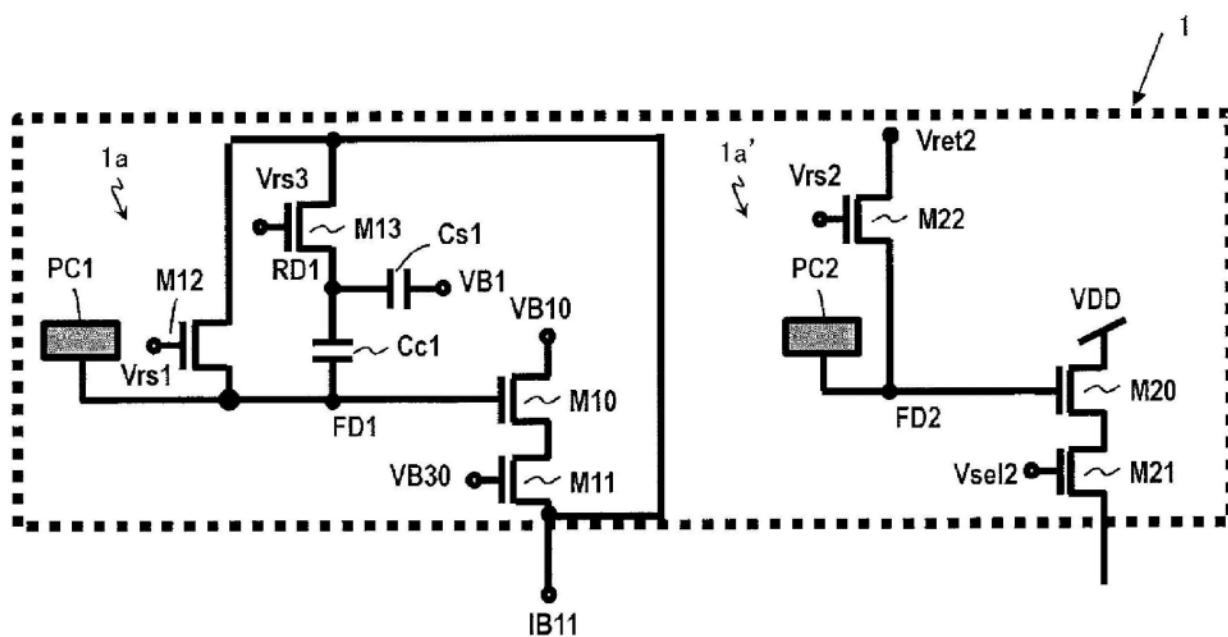 1
1a
1a'
Vret2
Vrs3
Vrs2
M13
M22
Cs1
PC1
M12
RD1
VB1
PC2
VB10
VDD
Vrs1
Cc1
M10
M20
FD1
FD2
VB30
M11
Vsel2
M21
IB11